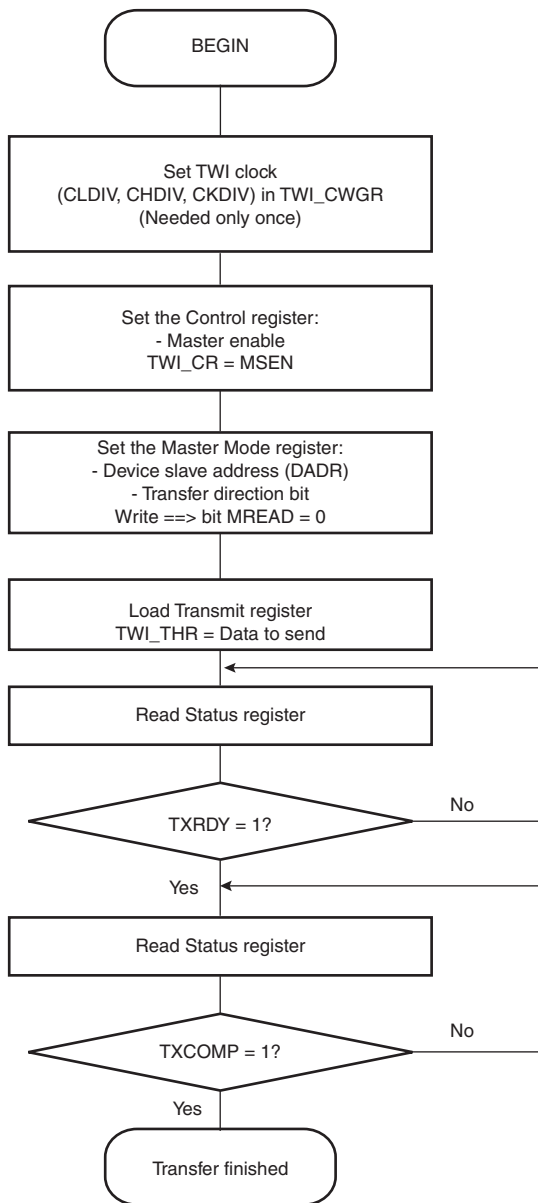 BEGIN
Set TWI clock
(CLDIV, CHDIV, CKDIV) in TWI_CWGR
(Needed only once)
Set the Control register:
- Master enable
TWI_CR = MSEN
Set the Master Mode register:
- Device slave address (DADR)
- Transfer direction bit
Write ==> bit MREAD = 0
Load Transmit register
TWI_THR = Data to send
Read Status register
TXRDY = 1?
No
Yes
Read Status register
TXCOMP = 1?
No
Yes
Transfer finished